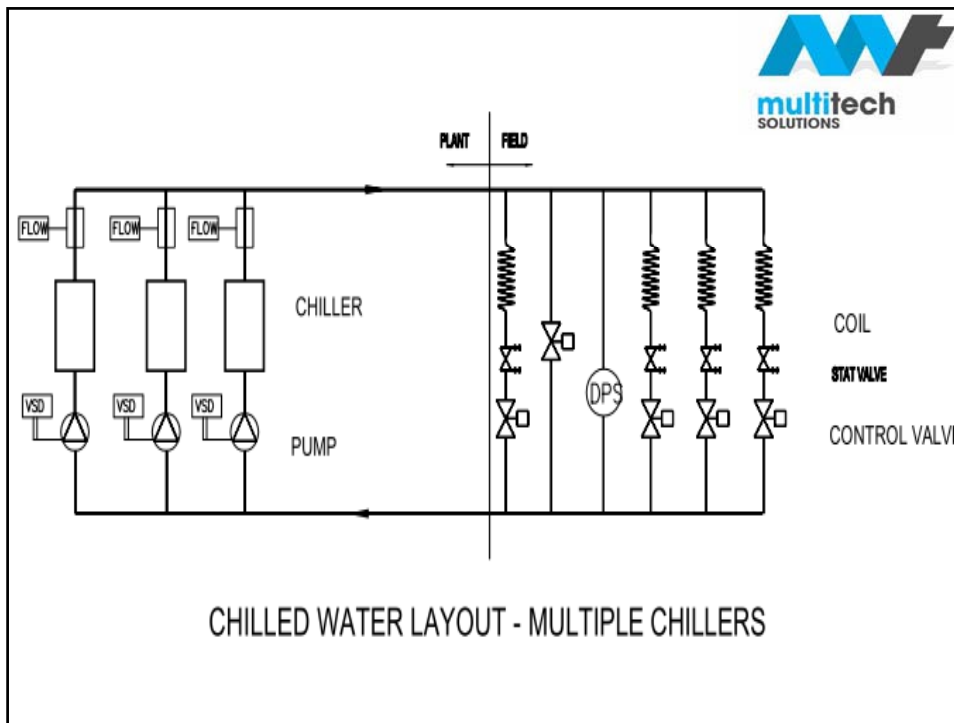 multitech
SOLUTIONS
PLANT FIELD
FLOW FLOW FLOW
CHILLER
COIL
STAT VALVE
VSD VSD VSD
DPS
PUMP
CONTROL VALVE
CHILLED WATER LAYOUT - MULTIPLE CHILLERS